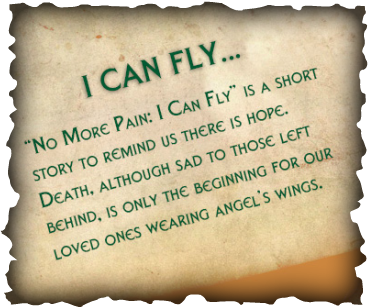 I CAN FLY...
“NO MORE PAIN: I CAN FLY” IS A SHORT
STORY TO REMIND US THERE IS HOPE.
DEATH, ALTHOUGH SAD TO THOSE LEFT
BEHIND, IS ONLY THE BEGINNING FOR OUR
LOVED ONES WEARING ANGEL’S WINGS.